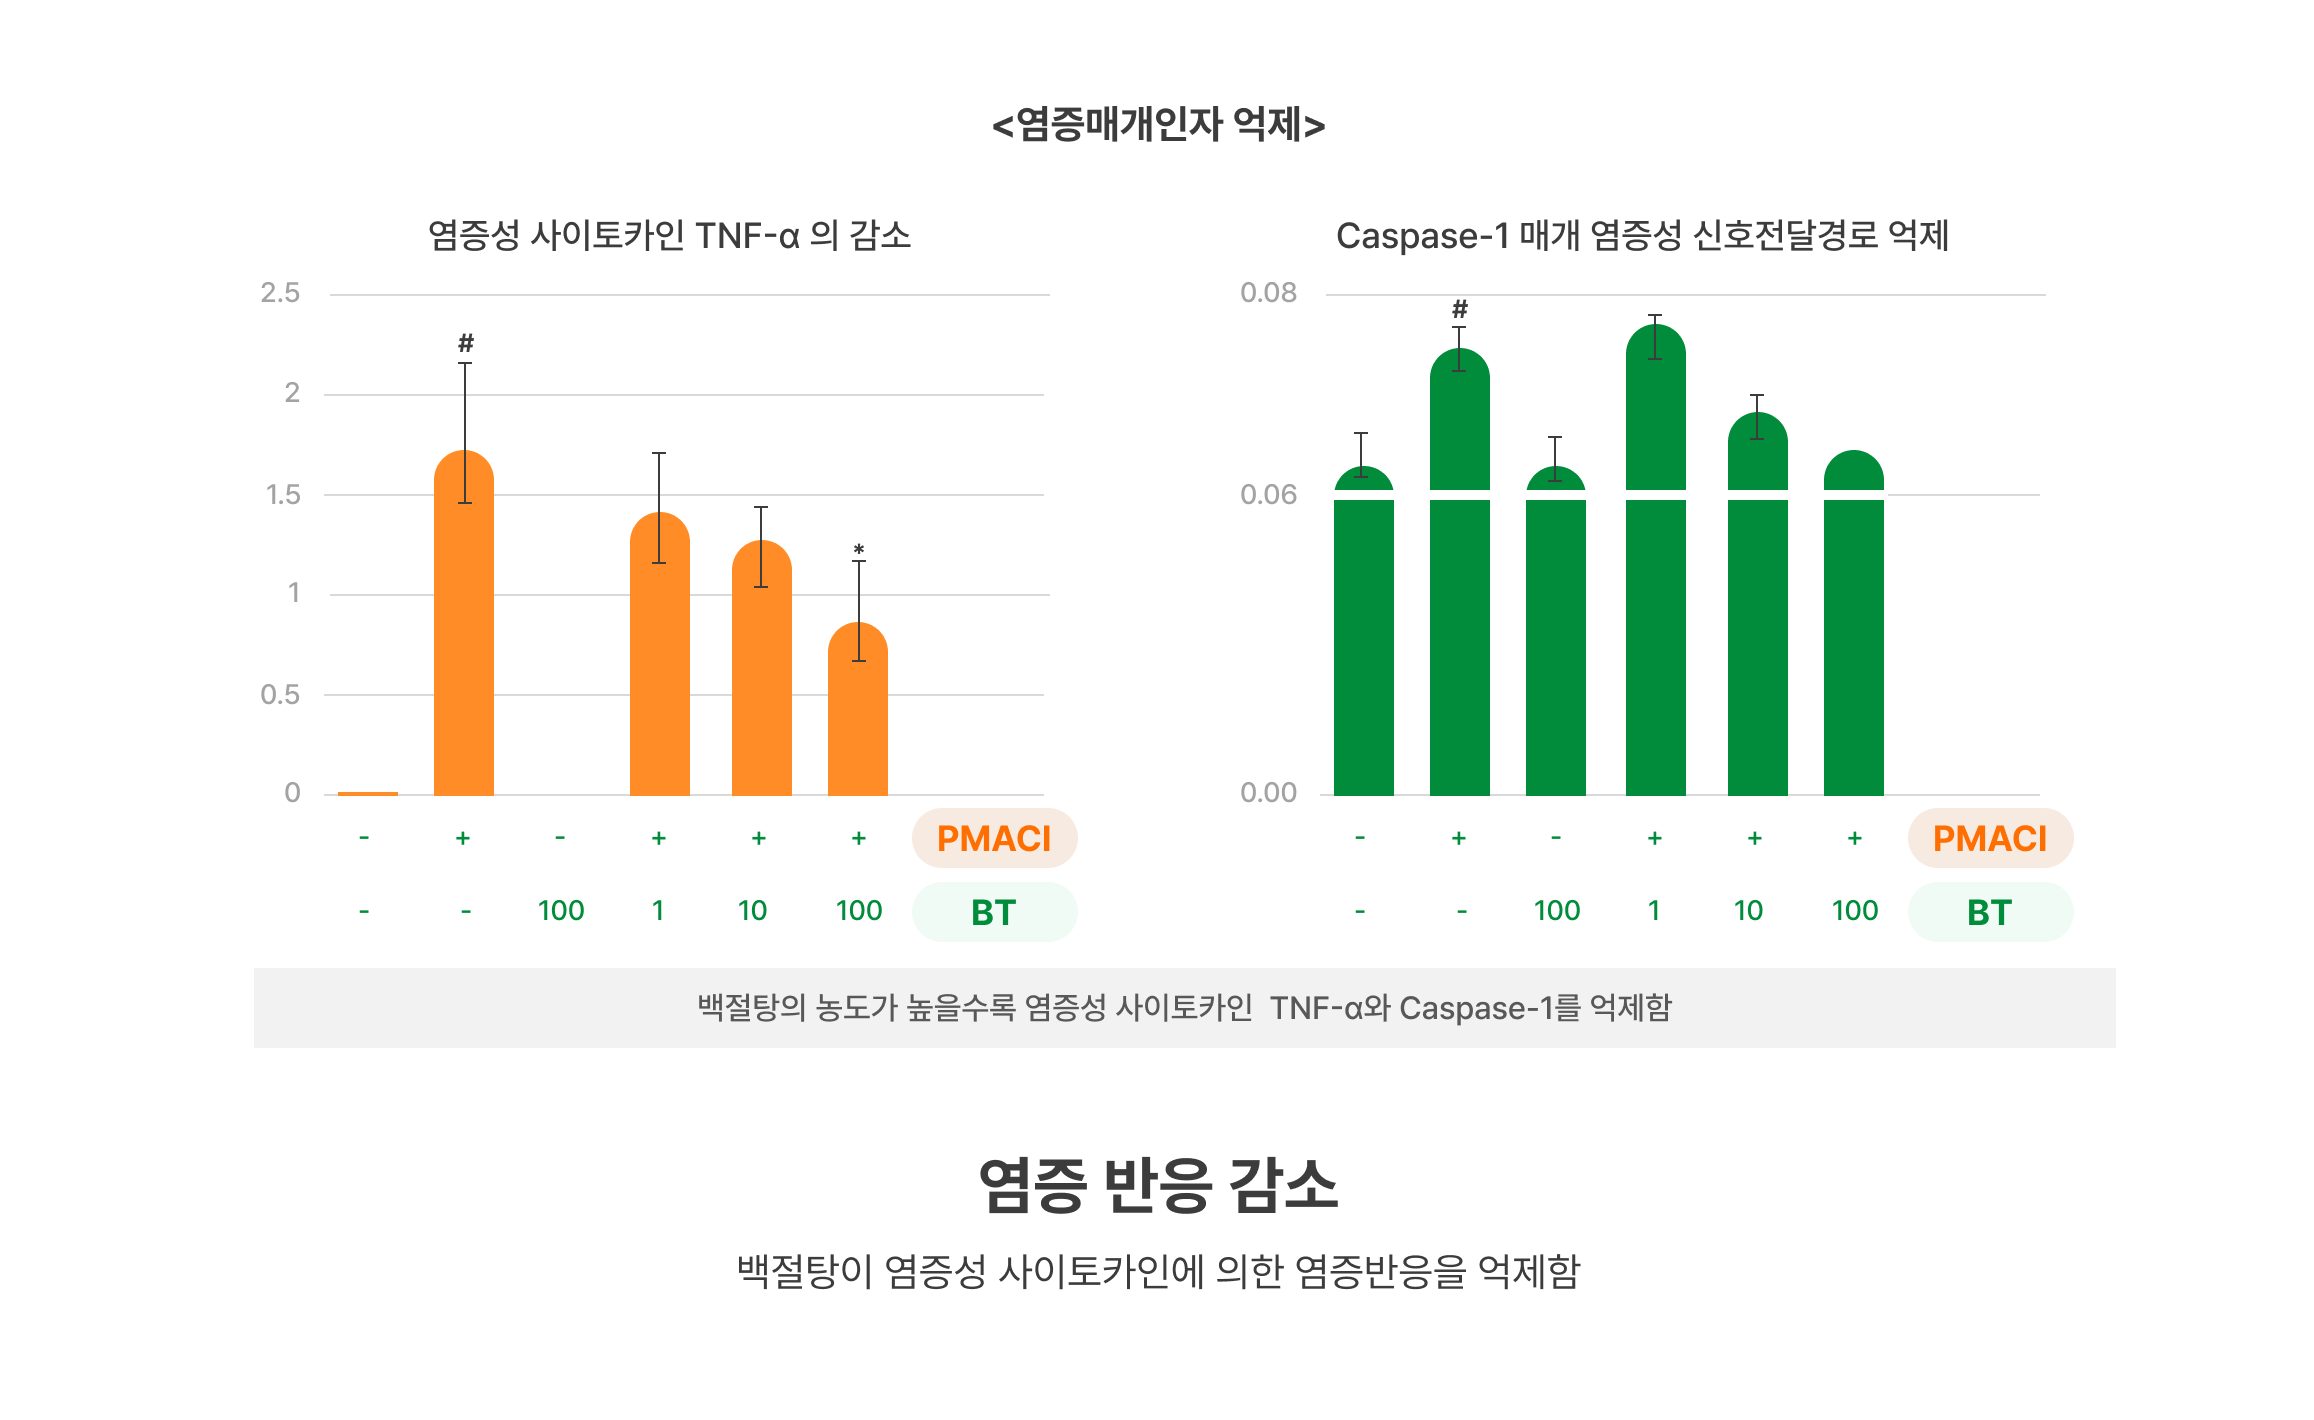 <염증매개인자 억제>
염증성 사이토카인 TNF-α 의 감소
2.5
2
1.5
1
0.5
0
#
*
- + - + + + PMACI
- - 100 1 10 100 BT
Caspase-1 매개 염증성 신호전달경로 억제
0.08
0.06
0.00
#
- + - + + + PMACI
- - 100 1 10 100 BT
백절탕의 농도가 높을수록 염증성 사이토카인 TNF-α와 Caspase-1를 억제함
염증 반응 감소
백절탕이 염증성 사이토카인에 의한 염증반응을 억제함